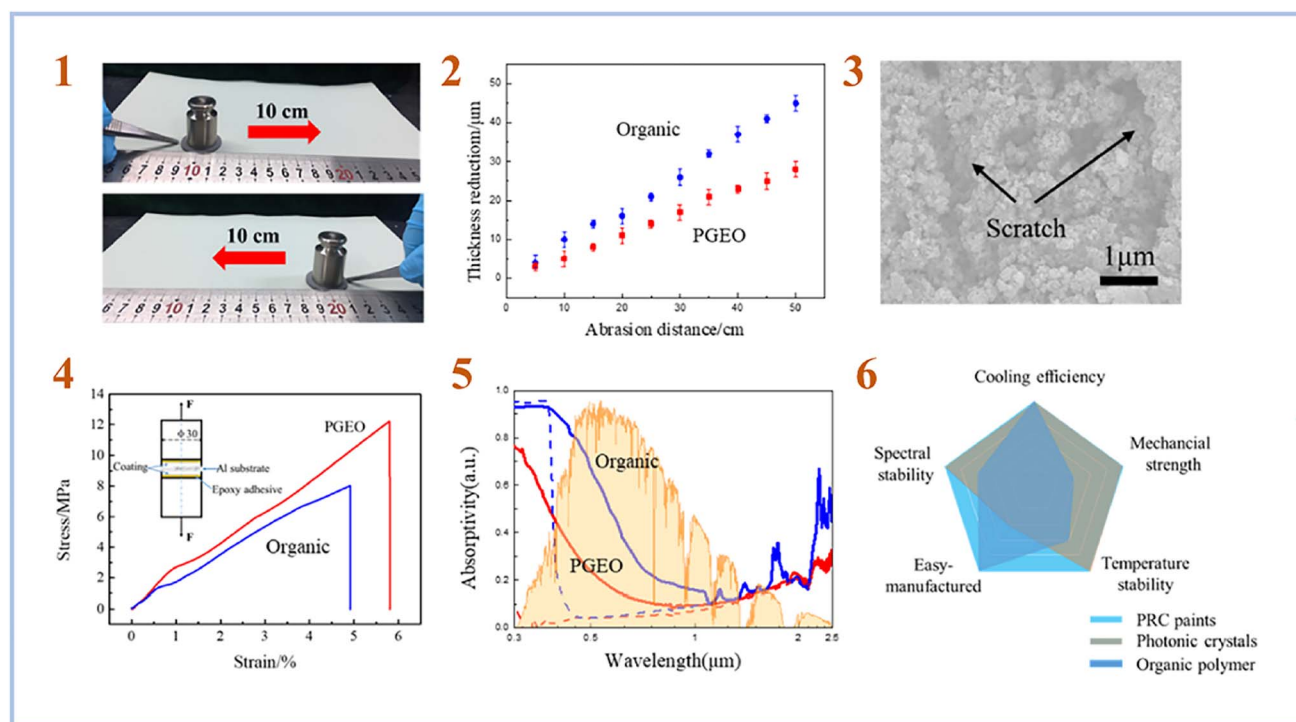 1
10 cm
6 7 8 9 10 1 2 3 4 5 6 7 8 9 20 1 2 3
10 cm
7 8 9 10 1 2 3 4 5 6 7 8 9 20 1 2 3
2
Thickness reduction/μm
50
40
30
20
10
0
Organic
PGEO
0 10 20 30 40 50
Abrasion distance/cm
3
Scratch
1μm
4
Stress/MPa
14
12
10
8
6
4
2
0
F
ϕ30
Coating
Al substrate
Epoxy adhesive
F
PGEO
Organic
0 1 2 3 4 5 6
Strain/%
5
Absorptivity(a.u.)
1.0
0.8
0.6
0.4
0.2
0.0
Organic
PGEO
0.3 0.5 1 2 2.5
Wavelength(μm)
6
Cooling efficiency
Mechancial
strength
Spectral
stability
Easy-
manufactured
Temperature
stability
PRC paints
Photonic crystals
Organic polymer